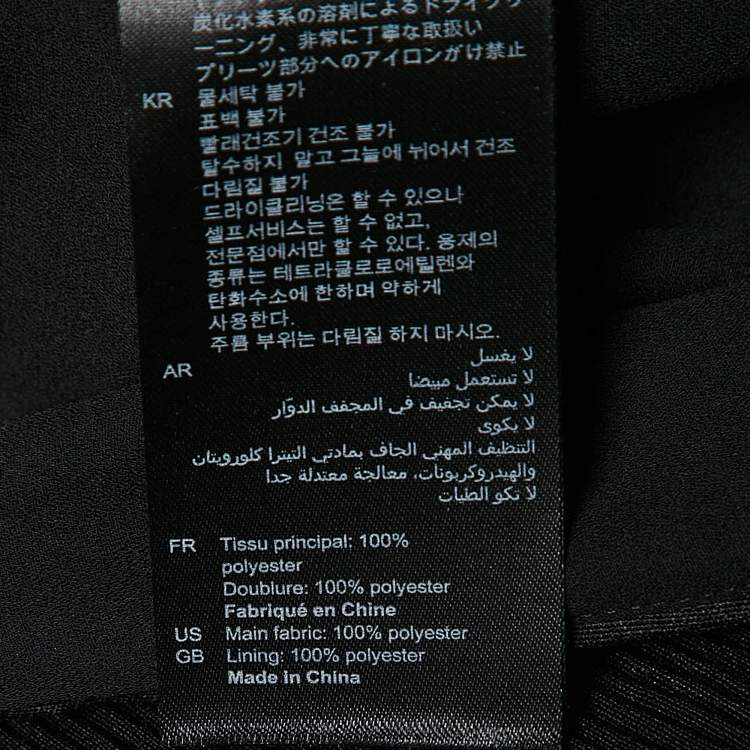 炭化水素系の溶剤によるドライクリ
ーニング、非常に丁寧な取扱い
プリーツ部分へのアイロンがけ禁止
KR 물세탁 불가
표백 불가
빨래건조기 건조 불가
탈수하지 말고 그늘에 뉘어서 건조
다림질 불가
드라이클리닝은 할 수 있으나
셀프서비스는 할 수 없고,
전문점에서만 할 수 있다. 용제의
종류는 테트라클로로에틸렌와
탄화수소에 한하며 약하게
사용한다.
주름 부위는 다림질 하지 마시오.
AR لا يغسل
لا تستعمل مبيضا
لا يمكن تجفيف في المجفف الدوّار
لا يكوى
التنظيف المهني الجاف بمادتي التيترا كلورويتان
والهيدروكربونات، معالجة معتدلة جدا
لا تكو الطيات
FR Tissu principal: 100%
polyester
Doublure: 100% polyester
Fabriqué en Chine
US Main fabric: 100% polyester
GB Lining: 100% polyester
Made in China